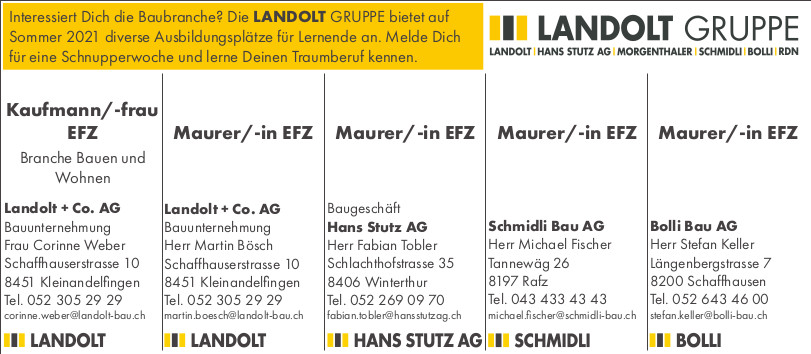 Interessiert Dich die Baubranche? Die LANDOLT GRUPPE bietet auf
Sommer 2021 diverse Ausbildungsplätze für Lernende an. Melde Dich
für eine Schnupperwoche und lerne Deinen Traumberuf kennen.
LANDOLT GRUPPE
LANDOLT | HANS STUTZ AG | MORGENTHALER | SCHMIDLI | BOLLI | RDN
Kaufmann/-frau
EFZ
Branche Bauen und
Wohnen
Landolt + Co. AG
Bauunternehmung
Frau Corinne Weber
Schaffhauserstrasse 10
8451 Kleinandelfingen
Tel. 052 305 29 29
corinne.weber@landolt-bau.ch
LANDOLT
Maurer/-in EFZ
Landolt + Co. AG
Bauunternehmung
Herr Martin Bösch
Schaffhauserstrasse 10
8451 Kleinandelfingen
Tel. 052 305 29 29
martin.boesch@landolt-bau.ch
LANDOLT
Maurer/-in EFZ
Baugeschäft
Hans Stutz AG
Herr Fabian Tobler
Schlachthofstrasse 35
8406 Winterthur
Tel. 052 269 09 70
fabian.tobler@hansstutzag.ch
HANS STUTZ AG
Maurer/-in EFZ
Schmidli Bau AG
Herr Michael Fischer
Tannewäg 26
8197 Rafz
Tel. 043 433 43 43
michael.fischer@schmidli-bau.ch
SCHMIDLI
Maurer/-in EFZ
Bolli Bau AG
Herr Stefan Keller
Längenbergstrasse 7
8200 Schaffhausen
Tel. 052 643 46 00
stefan.keller@bolli-bau.ch
BOLLI